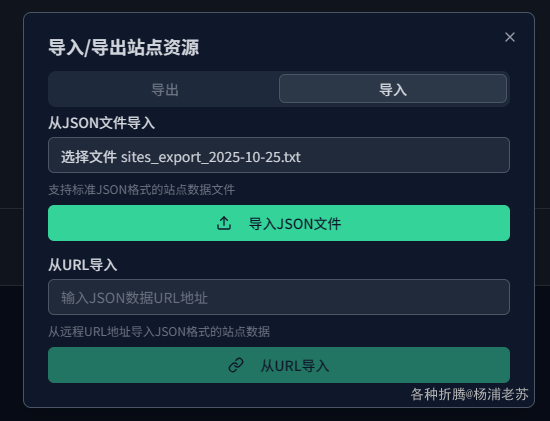 导入/导出站点资源
导出 导入
从JSON文件导入
选择文件 sites_export_2025-10-25.txt
支持标准JSON格式的站点数据文件
导入JSON文件
从URL导入
输入JSON数据URL地址
从远程URL地址导入JSON格式的站点数据
从URL导入
各种折腾@杨浦老苏